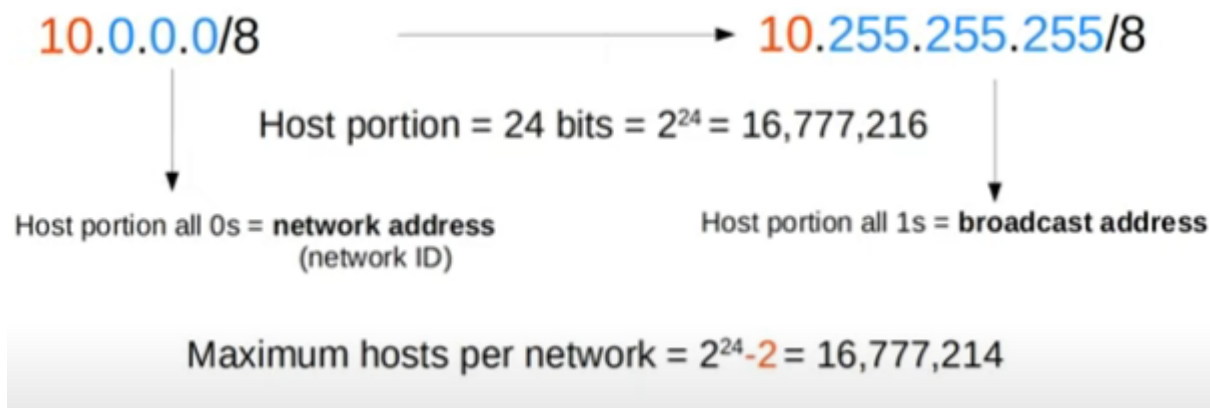 10.0.0.0/8 10.255.255.255/8
Host portion = 24 bits = 2²⁴ = 16,777,216
Host portion all 0s = network address
(network ID)
Host portion all 1s = broadcast address
Maximum hosts per network = 2²⁴-2 = 16,777,214